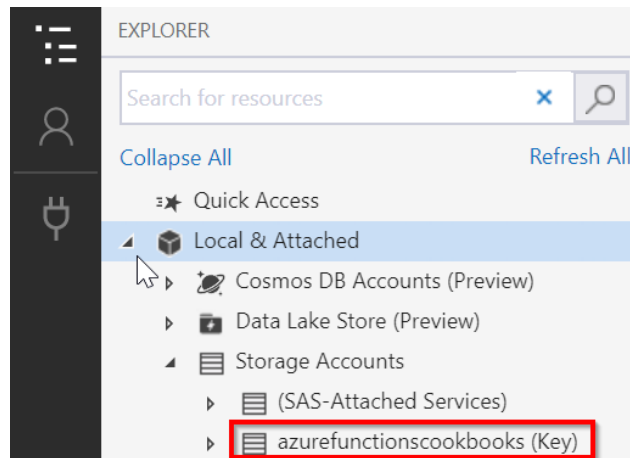 EXPLORER
Search for resources
Collapse All Refresh All
Quick Access
Local & Attached
Cosmos DB Accounts (Preview)
Data Lake Store (Preview)
Storage Accounts
(SAS-Attached Services)
azurefunctionscookbooks (Key)